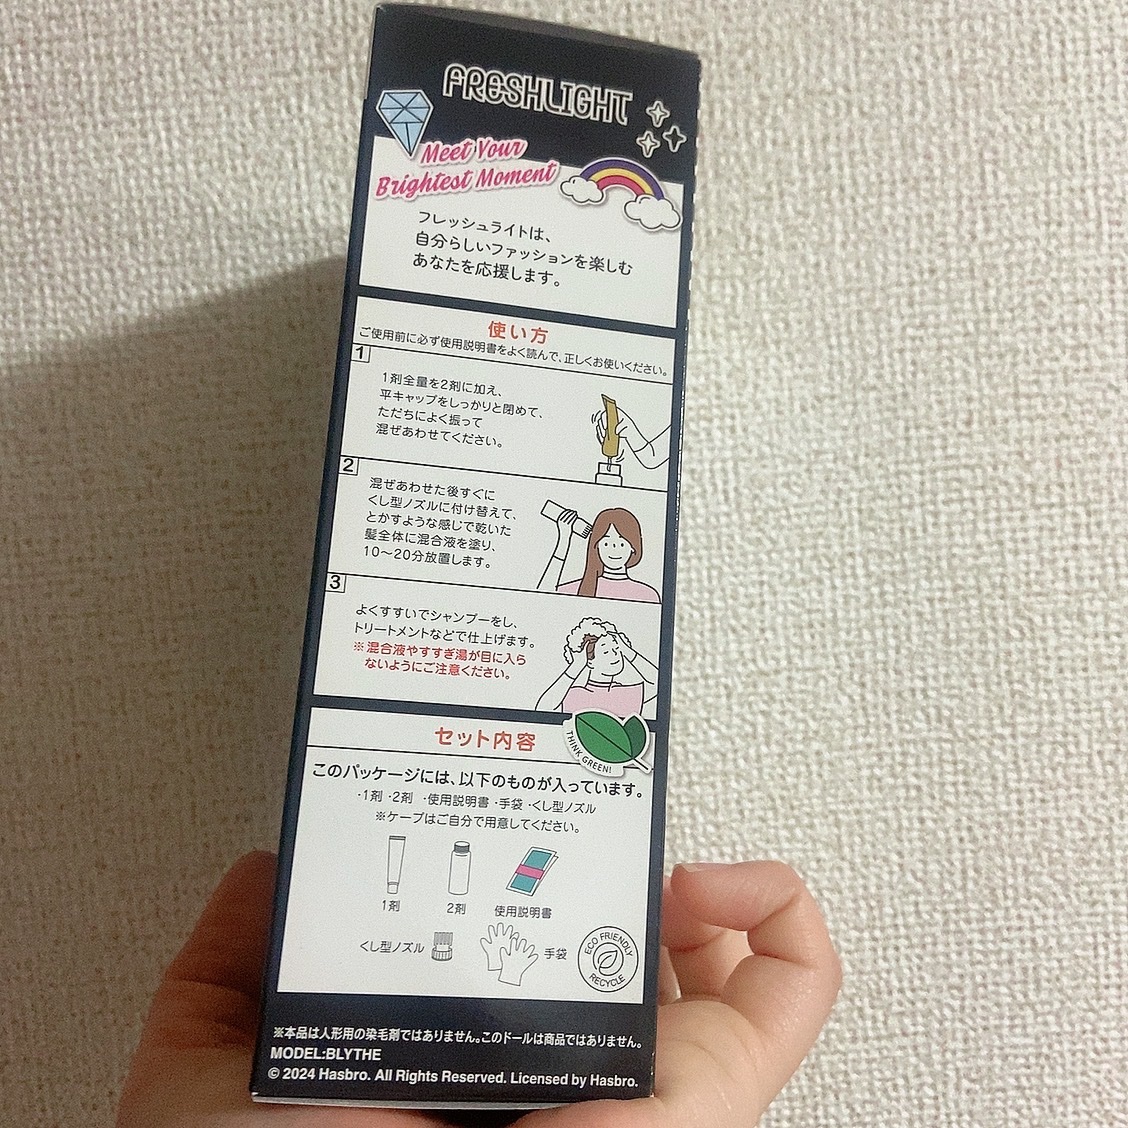 FRESHLIGHT
Meet Your
Brightest Moment
フレッシュライトは、
自分らしいファッションを楽しむ
あなたを応援します。
使い方
ご使用前に必ず使用説明書をよく読んで、正しくお使いください。
1
1剤全量を2剤に加え、
平キャップをしっかりと閉めて、
ただちによく振って
混ぜあわせてください。
2
混ぜあわせた後すぐに
くし型ノズルに付け替えて、
とかすような感じで乾いた
髪全体に混合液を塗り、
10〜20分放置します。
3
よくすすいでシャンプーをし、
トリートメントなどで仕上げます。
※混合液やすすぎ湯が目に入ら
ないようにご注意ください。
セット内容
THINK GREEN!
このパッケージには、以下のものが入っています。
・1剤 ・2剤 ・使用説明書 ・手袋 ・くし型ノズル
※ケープはご自分で用意してください。
1剤
2剤
使用説明書
くし型ノズル
手袋
ECO FRIENDLY
RECYCLE
※本品は人形用の染毛剤ではありません。このドールは商品ではありません。
MODEL:BLYTHE
© 2024 Hasbro. All Rights Reserved. Licensed by Hasbro.